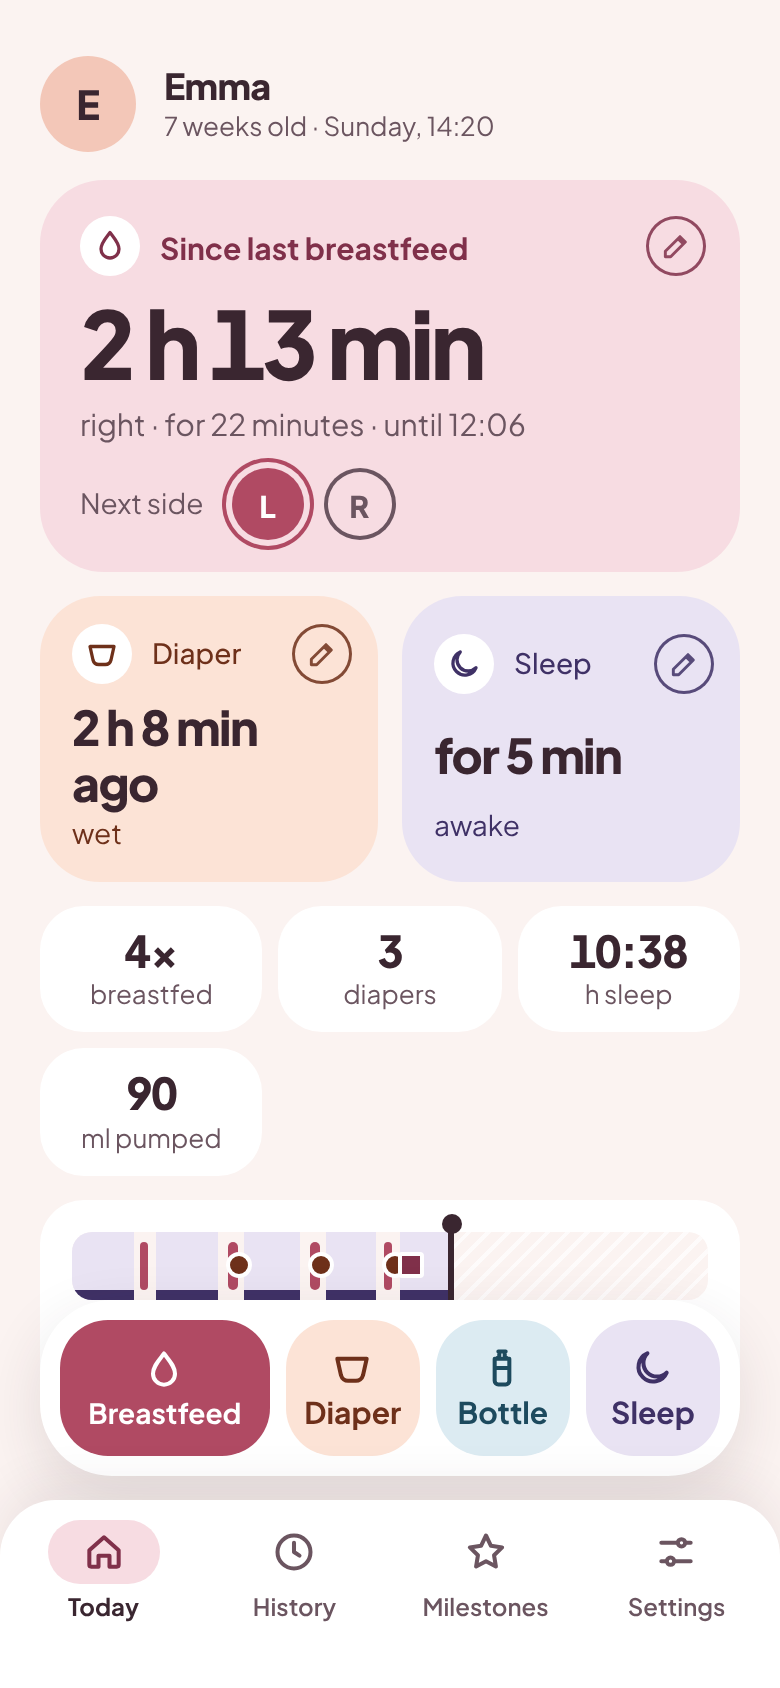 E
Emma
7 weeks old · Sunday, 14:20
Since last breastfeed
2 h 13 min
right · for 22 minutes · until 12:06
Next side L R
Diaper
2 h 8 min
ago
wet
Sleep
for 5 min
awake
4×
breastfed
3
diapers
10:38
h sleep
90
ml pumped
Breastfeed
Diaper
Bottle
Sleep
Today
History
Milestones
Settings